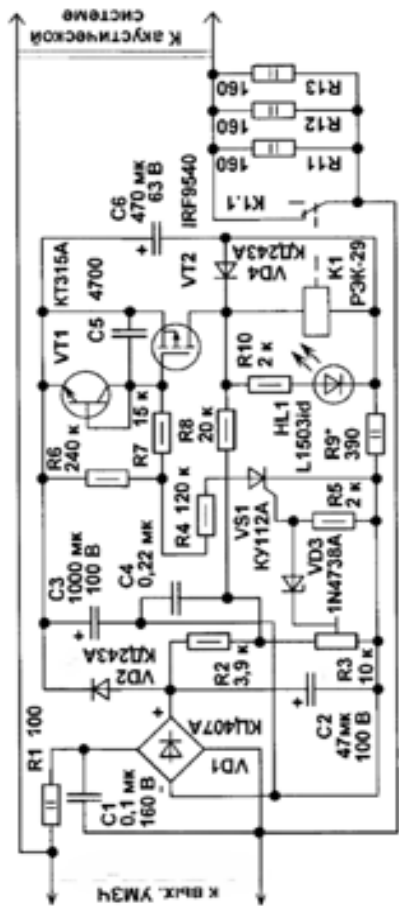 К акустической
системе
R13
160
R12
160
R11
160
К1.1
C6
470 мк
63 В
IRF9540
КТ315А
4700
C5
VT1
VT2
КД243А
VD4
K1
РЭК-29
R10
2 к
HL1
L1503id
R9*
390
R6
240 к
15 к
R7
R8
20 к
R4 120 к
VS1
КУ112А
R5
2 к
VD3
1N4738A
C3
1000 мк
100 В
C4
0,22 мк
КД243А
VD2
R2
3,9 к
R3
10 к
C2
47мк
100 В
R1 100
КЦ407А
VD1
C1
0,1 мк
160 В
к вых. УМЗЧ